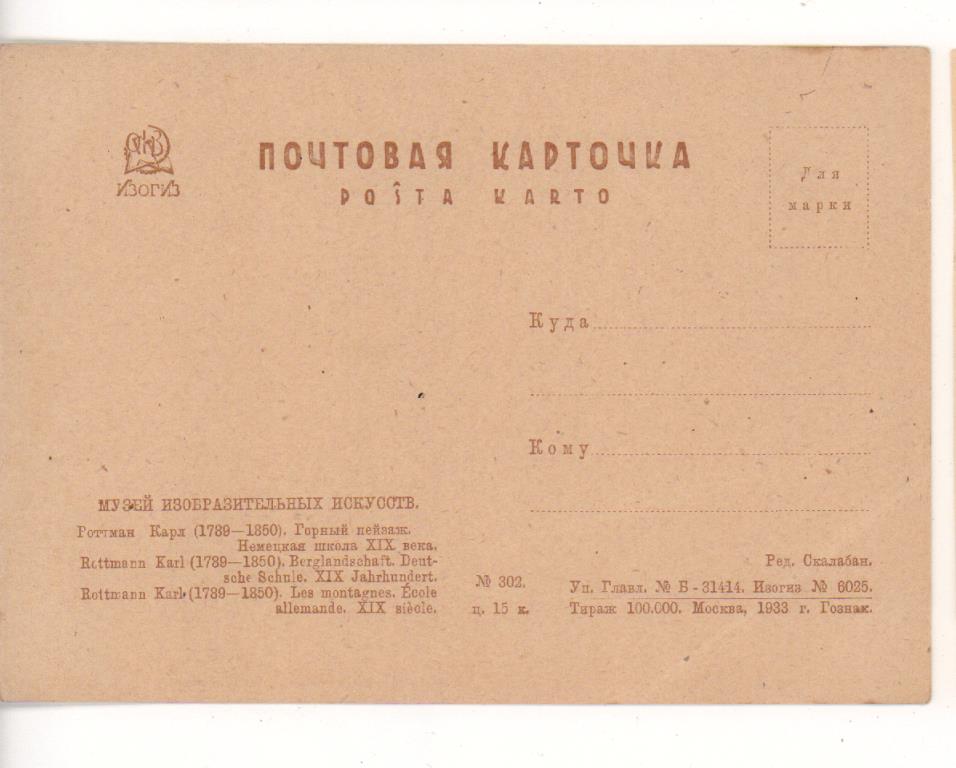 ИЗОГИЗ
ПОЧТОВАЯ КАРТОЧКА
POŜTA KARTO
Для
марки
Куда
Кому
МУЗЕЙ ИЗОБРАЗИТЕЛЬНЫХ ИСКУССТВ.
Роттман Карл (1789—1850). Горный пейзаж.
Немецкая школа XIX века.
Rottmann Karl (1789—1850). Berglandschaft. Deut-
sche Schule. XIX Jahrhundert.
Rottmann Karl (1789—1850). Les montagnes. École
allemande. XIX siècle.
№ 302.
ц. 15 к.
Ред. Скалабан.
Уп. Главл. № Б-31414. Изогиз № 6025.
Тираж 100.000. Москва, 1933 г. Гознак.